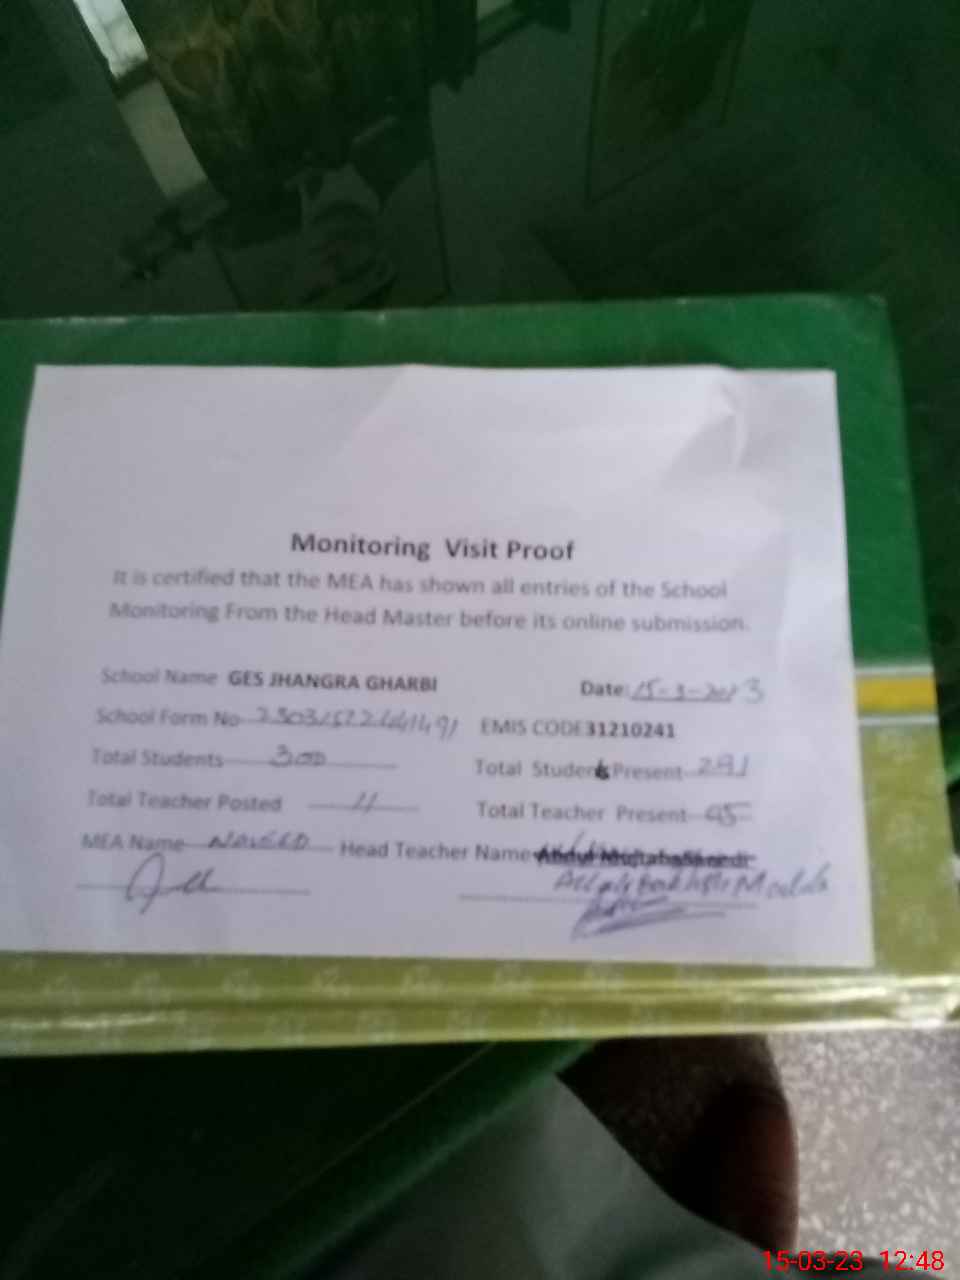 Monitoring Visit Proof
It is certified that the MEA has shown all entries of the School
Monitoring From the Head Master before its online submission.
School Name GES JHANGRA GHARBI Date: 15-3-2023
School Form No EMIS CODE 31210241
Total Students 300 Total Students Present 291
Total Teacher Posted 11 Total Teacher Present
MEA Name Naveed Head Teacher Name
Allah Bakhsh
15-03-23 12:48